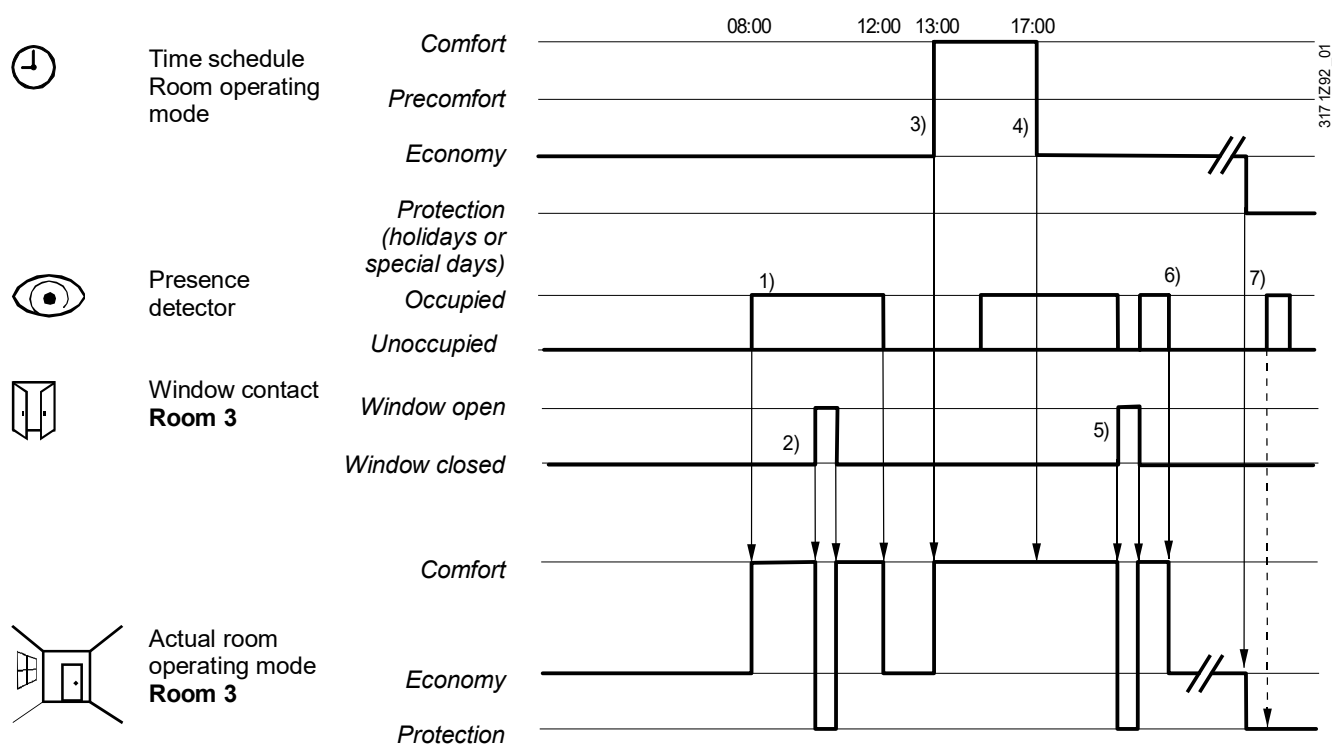 08:00 12:00 13:00 17:00
Comfort
Time schedule
Room operating
mode
Precomfort
3) 4)
Economy
Protection
(holidays or
special days)
Presence
detector
1) 6) 7)
Occupied
Unoccupied
Window contact
Room 3
Window open
2) 5)
Window closed
Comfort
Actual room
operating mode
Room 3
Economy
Protection
317 1Z92_01